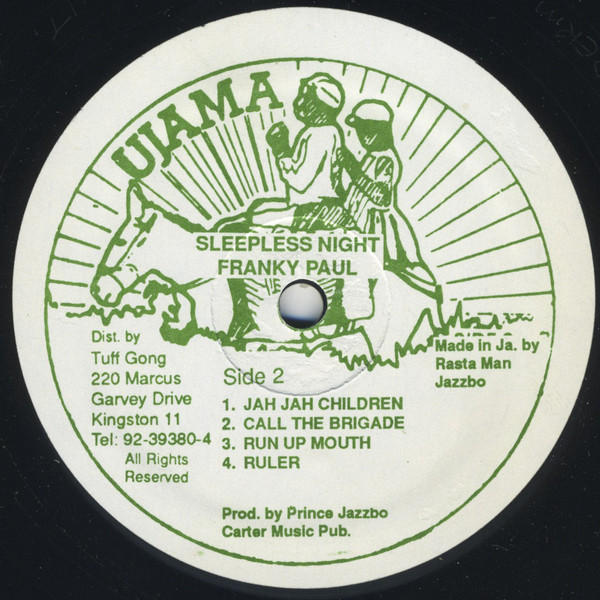 UJAMA
SLEEPLESS NIGHT
FRANKY PAUL
Dist. by
Tuff Gong
220 Marcus
Garvey Drive
Kingston 11
Tel: 92-39380-4
All Rights
Reserved
Made in Ja. by
Rasta Man
Jazzbo
Side 2
1. JAH JAH CHILDREN
2. CALL THE BRIGADE
3. RUN UP MOUTH
4. RULER
Prod. by Prince Jazzbo
Carter Music Pub.